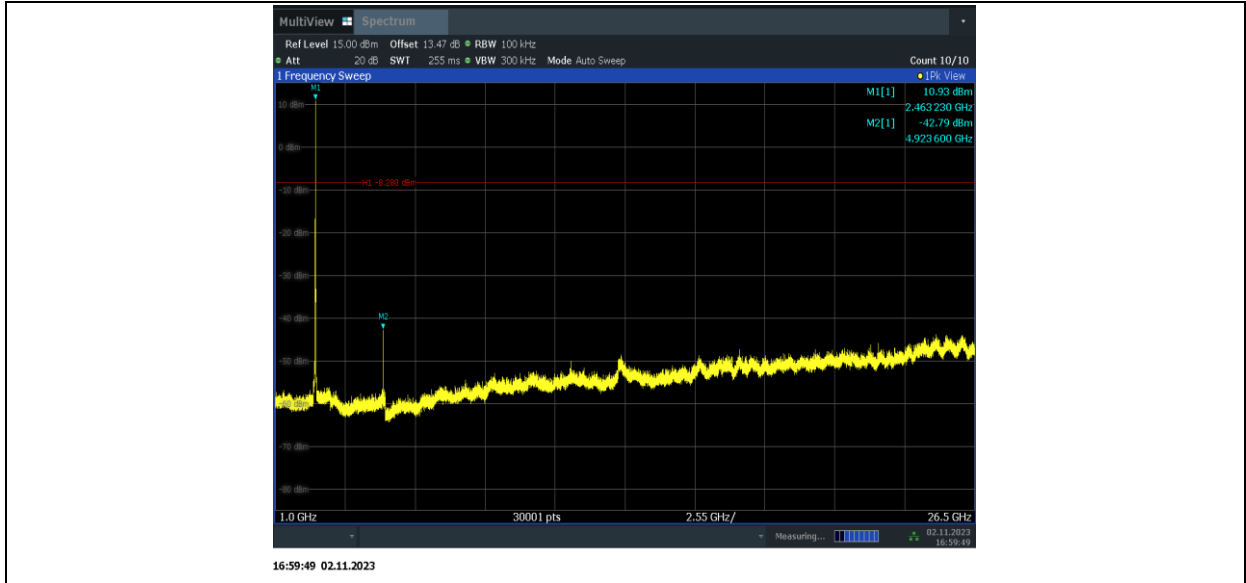 MultiView Spectrum
Ref Level 15.00 dBm Offset 13.47 dB RBW 100 kHz
Att 20 dB SWT 255 ms VBW 300 kHz Mode Auto Sweep Count 10/10
1 Frequency Sweep 1Pk View
M1 M1[1] 10.93 dBm
10 dBm 2.463 230 GHz
M2[1] -42.79 dBm
4.923 600 GHz
0 dBm
H1 -8.280 dBm
-10 dBm
-20 dBm
-30 dBm
-40 dBm M2
-50 dBm
-60 dBm
-70 dBm
-80 dBm
1.0 GHz 30001 pts 2.55 GHz/ 26.5 GHz
Measuring... 02.11.2023
16:59:49
16:59:49 02.11.2023